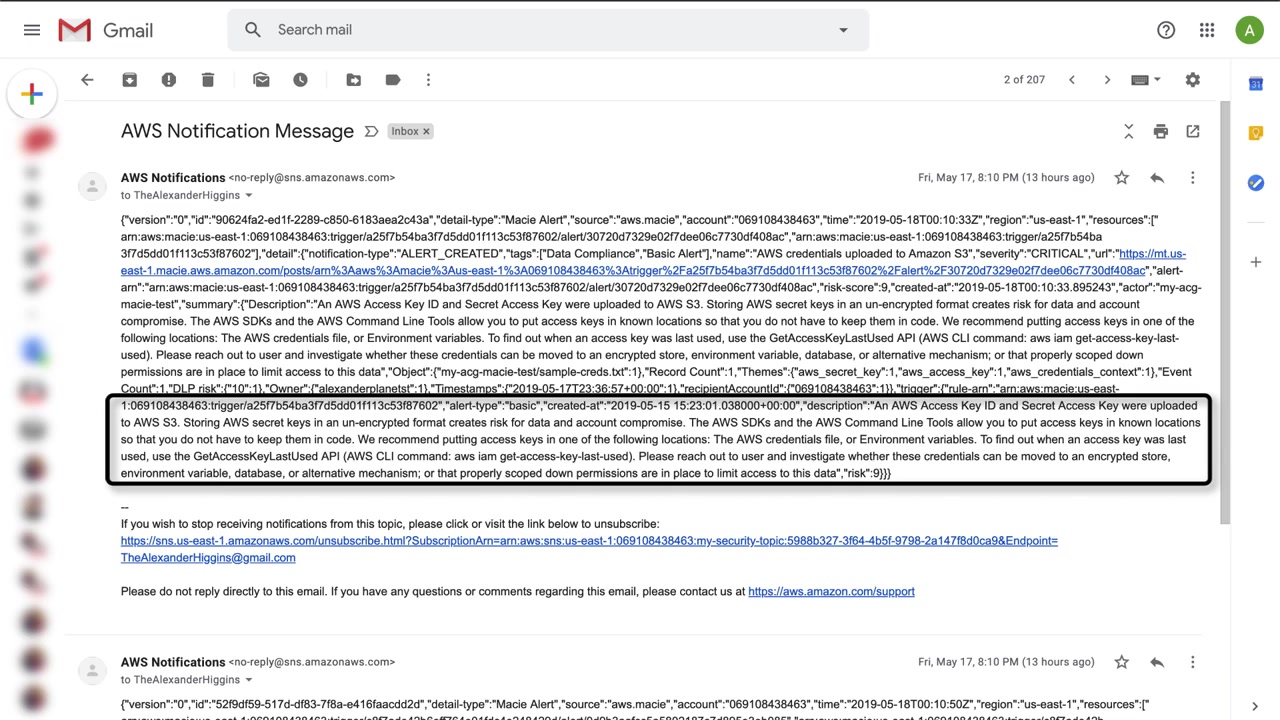 Gmail
Search mail
A
2 of 207
31
AWS Notification Message
Inbox ×
AWS Notifications <no-reply@sns.amazonaws.com>
Fri, May 17, 8:10 PM (13 hours ago)
to TheAlexanderHiggins
{"version":"0","id":"90624fa2-ed1f-2289-c850-6183aea2c43a","detail-type":"Macie Alert","source":"aws.macie","account":"069108438463","time":"2019-05-18T00:10:33Z","region":"us-east-1","resources":["
arn:aws:macie:us-east-1:069108438463:trigger/a25f7b54ba3f7d5dd01f113c53f87602/alert/30720d7329e02f7dee06c7730df408ac","arn:aws:macie:us-east-1:069108438463:trigger/a25f7b54ba
3f7d5dd01f113c53f87602"],"detail":{"notification-type":"ALERT_CREATED","tags":["Data Compliance","Basic Alert"],"name":"AWS credentials uploaded to Amazon S3","severity":"CRITICAL","url":"https://mt.us-
east-1.macie.aws.amazon.com/posts/arn%3Aaws%3Amacie%3Aus-east-1%3A069108438463%3Atrigger%2Fa25f7b54ba3f7d5dd01f113c53f87602%2Falert%2F30720d7329e02f7dee06c7730df408ac","alert-
arn":"arn:aws:macie:us-east-1:069108438463:trigger/a25f7b54ba3f7d5dd01f113c53f87602/alert/30720d7329e02f7dee06c7730df408ac","risk-score":9,"created-at":"2019-05-18T00:10:33.895243","actor":"my-acg-
macie-test","summary":{"Description":"An AWS Access Key ID and Secret Access Key were uploaded to AWS S3. Storing AWS secret keys in an un-encrypted format creates risk for data and account
compromise. The AWS SDKs and the AWS Command Line Tools allow you to put access keys in known locations so that you do not have to keep them in code. We recommend putting access keys in one of the
following locations: The AWS credentials file, or Environment variables. To find out when an access key was last used, use the GetAccessKeyLastUsed API (AWS CLI command: aws iam get-access-key-last-
used). Please reach out to user and investigate whether these credentials can be moved to an encrypted store, environment variable, database, or alternative mechanism; or that properly scoped down
permissions are in place to limit access to this data","Object":{"my-acg-macie-test/sample-creds.txt":1},"Record Count":1,"Themes":{"aws_secret_key":1,"aws_access_key":1,"aws_credentials_context":1},"Event
Count":1,"DLP risk":{"10":1},"Owner":{"alexanderplanetst":1},"Timestamps":{"2019-05-17T23:36:57+00:00":1},"recipientAccountId":{"069108438463":1}},"trigger":{"rule-arn":"arn:aws:macie:us-east-
1:069108438463:trigger/a25f7b54ba3f7d5dd01f113c53f87602","alert-type":"basic","created-at":"2019-05-15 15:23:01.038000+00:00","description":"An AWS Access Key ID and Secret Access Key were uploaded
to AWS S3. Storing AWS secret keys in an un-encrypted format creates risk for data and account compromise. The AWS SDKs and the AWS Command Line Tools allow you to put access keys in known locations
so that you do not have to keep them in code. We recommend putting access keys in one of the following locations: The AWS credentials file, or Environment variables. To find out when an access key was last
used, use the GetAccessKeyLastUsed API (AWS CLI command: aws iam get-access-key-last-used). Please reach out to user and investigate whether these credentials can be moved to an encrypted store,
environment variable, database, or alternative mechanism; or that properly scoped down permissions are in place to limit access to this data","risk":9}}}
--
If you wish to stop receiving notifications from this topic, please click or visit the link below to unsubscribe:
https://sns.us-east-1.amazonaws.com/unsubscribe.html?SubscriptionArn=arn:aws:sns:us-east-1:069108438463:my-security-topic:5988b327-3f64-4b5f-9798-2a147f8d0ca9&Endpoint=
TheAlexanderHiggins@gmail.com
Please do not reply directly to this email. If you have any questions or comments regarding this email, please contact us at https://aws.amazon.com/support
AWS Notifications <no-reply@sns.amazonaws.com>
Fri, May 17, 8:10 PM (13 hours ago)
to TheAlexanderHiggins
{"version":"0","id":"52f9df59-517d-df83-7f8a-e416faacdd2d","detail-type":"Macie Alert","source":"aws.macie","account":"069108438463","time":"2019-05-18T00:10:50Z","region":"us-east-1","resources":["